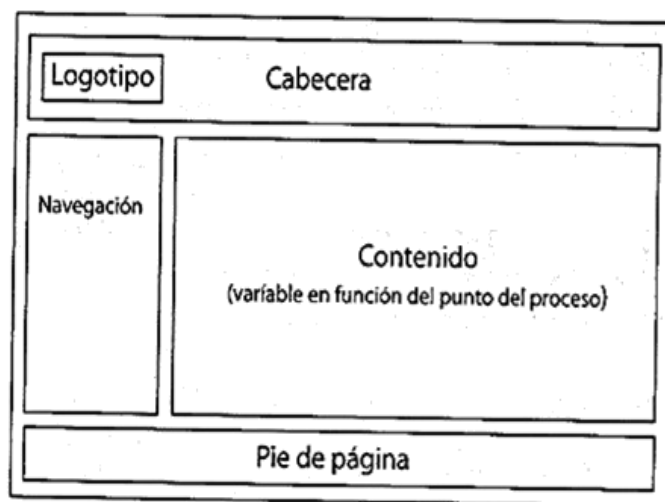 Logotipo
Cabecera
Navegación
Contenido
(variable en función del punto del proceso)
Pie de página